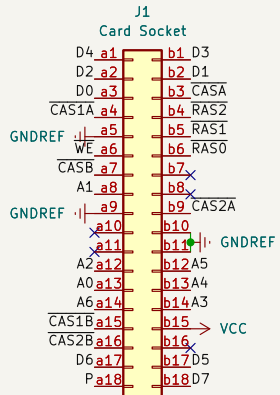 J1
Card Socket
D4 a1 b1 D3
D2 a2 b2 D1
D0 a3 b3 CASA
CAS1A a4 b4 RAS2
GNDREF a5 b5 RAS1
WE a6 b6 RAS0
CASB a7 b7
A1 a8 b8
GNDREF a9 b9 CAS2A
a10 b10
a11 b11 GNDREF
A2 a12 b12 A5
A0 a13 b13 A4
A6 a14 b14 A3
CAS1B a15 b15 VCC
CAS2B a16 b16
D6 a17 b17 D5
P a18 b18 D7